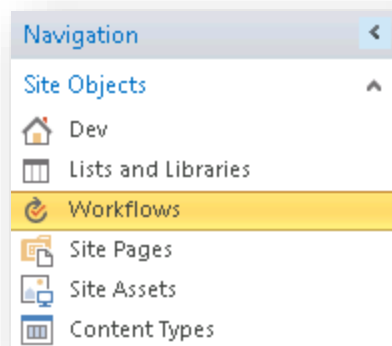 Navigation
Site Objects
Dev
Lists and Libraries
Workflows
Site Pages
Site Assets
Content Types